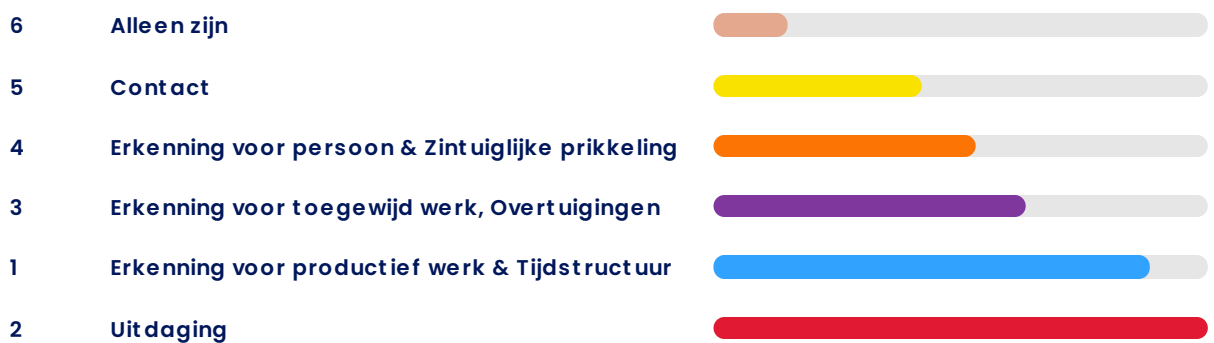 6 Alleen zijn
5 Contact
4 Erkenning voor persoon & Zintuiglijke prikkeling
3 Erkenning voor toegewijd werk, Overtuigingen
1 Erkenning voor productief werk & Tijdstructuur
2 Uitdaging